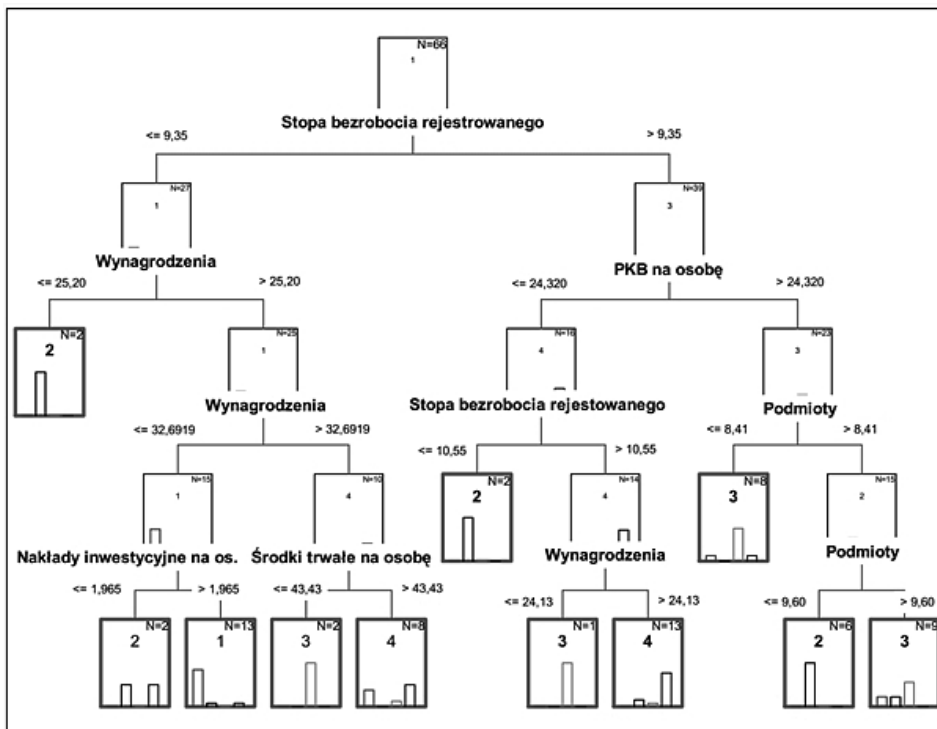 N=66
1
Stopa bezrobocia rejestrowanego
<= 9,35 > 9,35
N=27 N=39
1 3
Wynagrodzenia PKB na osobę
<= 25,20 > 25,20 <= 24,320 > 24,320
N=2 N=25 N=16 N=23
2 1 4 3
Wynagrodzenia Stopa bezrobocia rejestowanego Podmioty
<= 32,6919 > 32,6919 <= 10,55 > 10,55 <= 8,41 > 8,41
N=15 N=10 N=2 N=14 N=8 N=15
1 4 2 4 3 2
Nakłady inwestycyjne na os. Środki trwałe na osobę Wynagrodzenia Podmioty
<= 1,965 > 1,965 <= 43,43 > 43,43 <= 24,13 > 24,13 <= 9,60 > 9,60
N=2 N=13 N=2 N=8 N=1 N=13 N=6 N=9
2 1 3 4 3 4 2 3